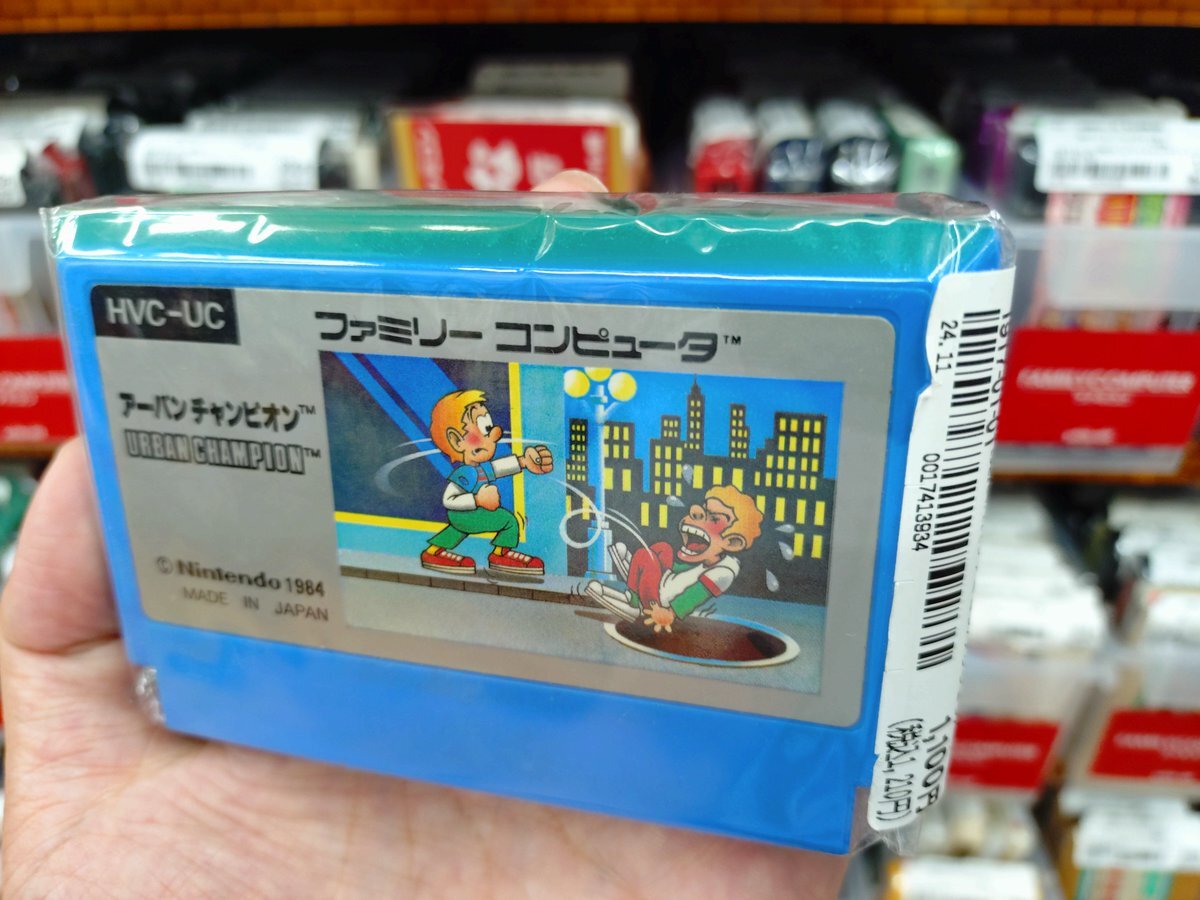 HVC-UC
ファミリー コンピュータ™
アーバン チャンピオン™
URBAN CHAMPION™
© Nintendo 1984
MADE IN JAPAN
24.11
0017413934
1,100円
(税込1,210円)
FAMILY COMPUTER